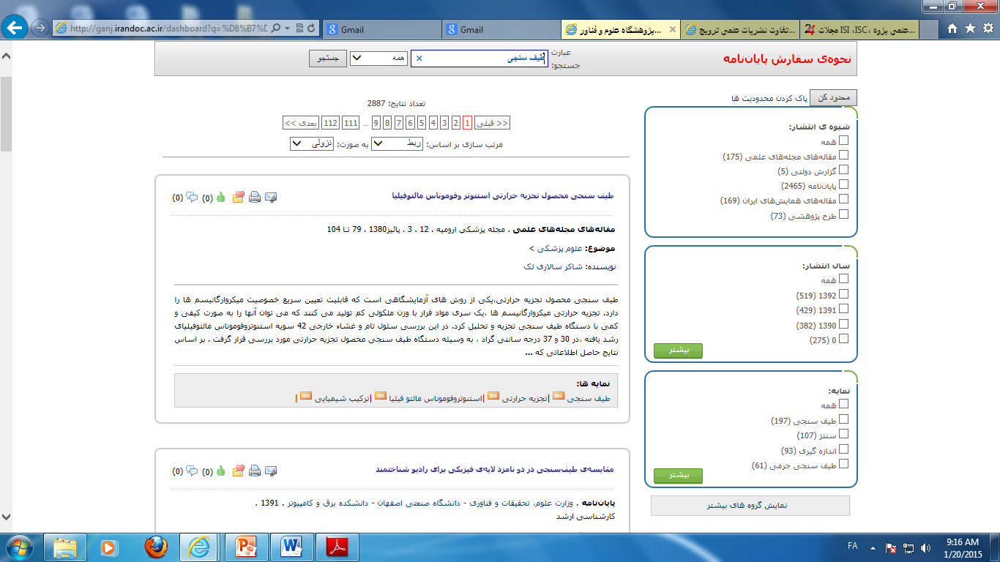 http://ganj.irandoc.ac.ir/dashboard?q=%D8%B7%D
Gmail
Gmail
پژوهشگاه علوم و فناور...
تفاوت نشریات علمی ترویج...
مجلات ISI ،ISC، علمی پژوه...
نحوه‌ی سفارش پایان‌نامه
عبارت جستجو:
طیف سنجی
همه
جستجو
محدود کن
پاک کردن محدودیت ها
شیوه ی انتشار:
همه
مقاله‌های مجله‌های علمی (175)
گزارش دولتی (5)
پایان‌نامه (2465)
مقاله‌های همایش‌های ایران (169)
طرح پژوهشی (73)
سال انتشار:
همه
1392 (519)
1391 (429)
1390 (382)
0 (275)
بیشتر
نمایه:
همه
طیف سنجی (197)
سنتز (107)
اندازه گیری (93)
طیف سنجی جرمی (61)
بیشتر
نمایش گروه های بیشتر
تعداد نتایج: 2887
<< قبلی 1 2 3 4 5 6 7 8 9 ... 111 112 بعدی >>
مرتب سازی بر اساس: ربط به صورت: نزولی
طیف سنجی محصول تجزیه حرارتی استنوتر وفوموناس مالتوفیلیا
(0) (0)
مقاله‌های مجله‌های علمی . مجله پزشکي اروميه . 12 . 3 . پائیز1380 . 79 تا 104
موضوع: علوم پزشکی >
نویسنده: شاکر سالاری لک
طیف سنجی محصول تجزیه حرارتی،یکی از روش های آزمایشگاهی است که قابلیت تعیین سریع خصوصیت میکروارگانیسم ها را
دارد. تجزیه حرارتی میکروارگانیسم ها ،یک سری مواد فرار با وزن ملکولی کم تولید می کنند که می توان آنها را به صورت کیفی و
کمی با دستگاه طیف سنجی تجزیه و تحلیل کرد. در این بررسی سلول تام و غشاء خارجی 42 سویه استنوتروفوموناس مالتوفیلیای
رشد یافته ،در 30 و 37 درجه سانتی گراد ، به وسیله دستگاه طیف سنجی محصول تجزیه حرارتی مورد بررسی قرار گرفت . بر اساس
نتایج حاصل اطلاعاتی که ...
نمایه ها:
طیف سنجی RSS |تجزیه حرارتی RSS |استنوتروفوموناس مالتو فیلیا RSS |ترکیب شیمیایی RSS |
مقایسه‌ی طیف‌سنجی در دو نامزد لایه‌ی فیزیکی برای رادیو شناختمند
(0) (0)
پایان‌نامه . وزارت علوم، تحقیقات و فناوری - دانشگاه صنعتی اصفهان - دانشکده برق و کامپیوتر . 1391 .
کارشناسی ارشد
FA
9:16 AM
1/20/2015